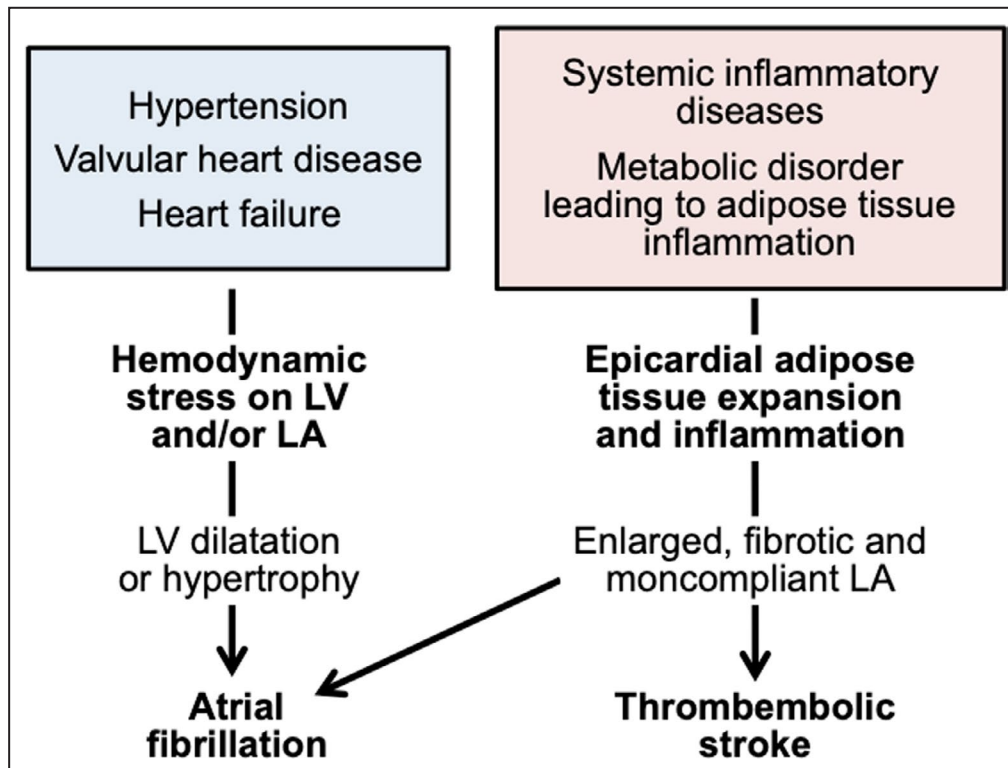 Hypertension
Valvular heart disease
Heart failure
Hemodynamic
stress on LV
and/or LA
LV dilatation
or hypertrophy
Atrial
fibrillation
Systemic inflammatory
diseases
Metabolic disorder
leading to adipose tissue
inflammation
Epicardial adipose
tissue expansion
and inflammation
Enlarged, fibrotic and
moncompliant LA
Thrombembolic
stroke